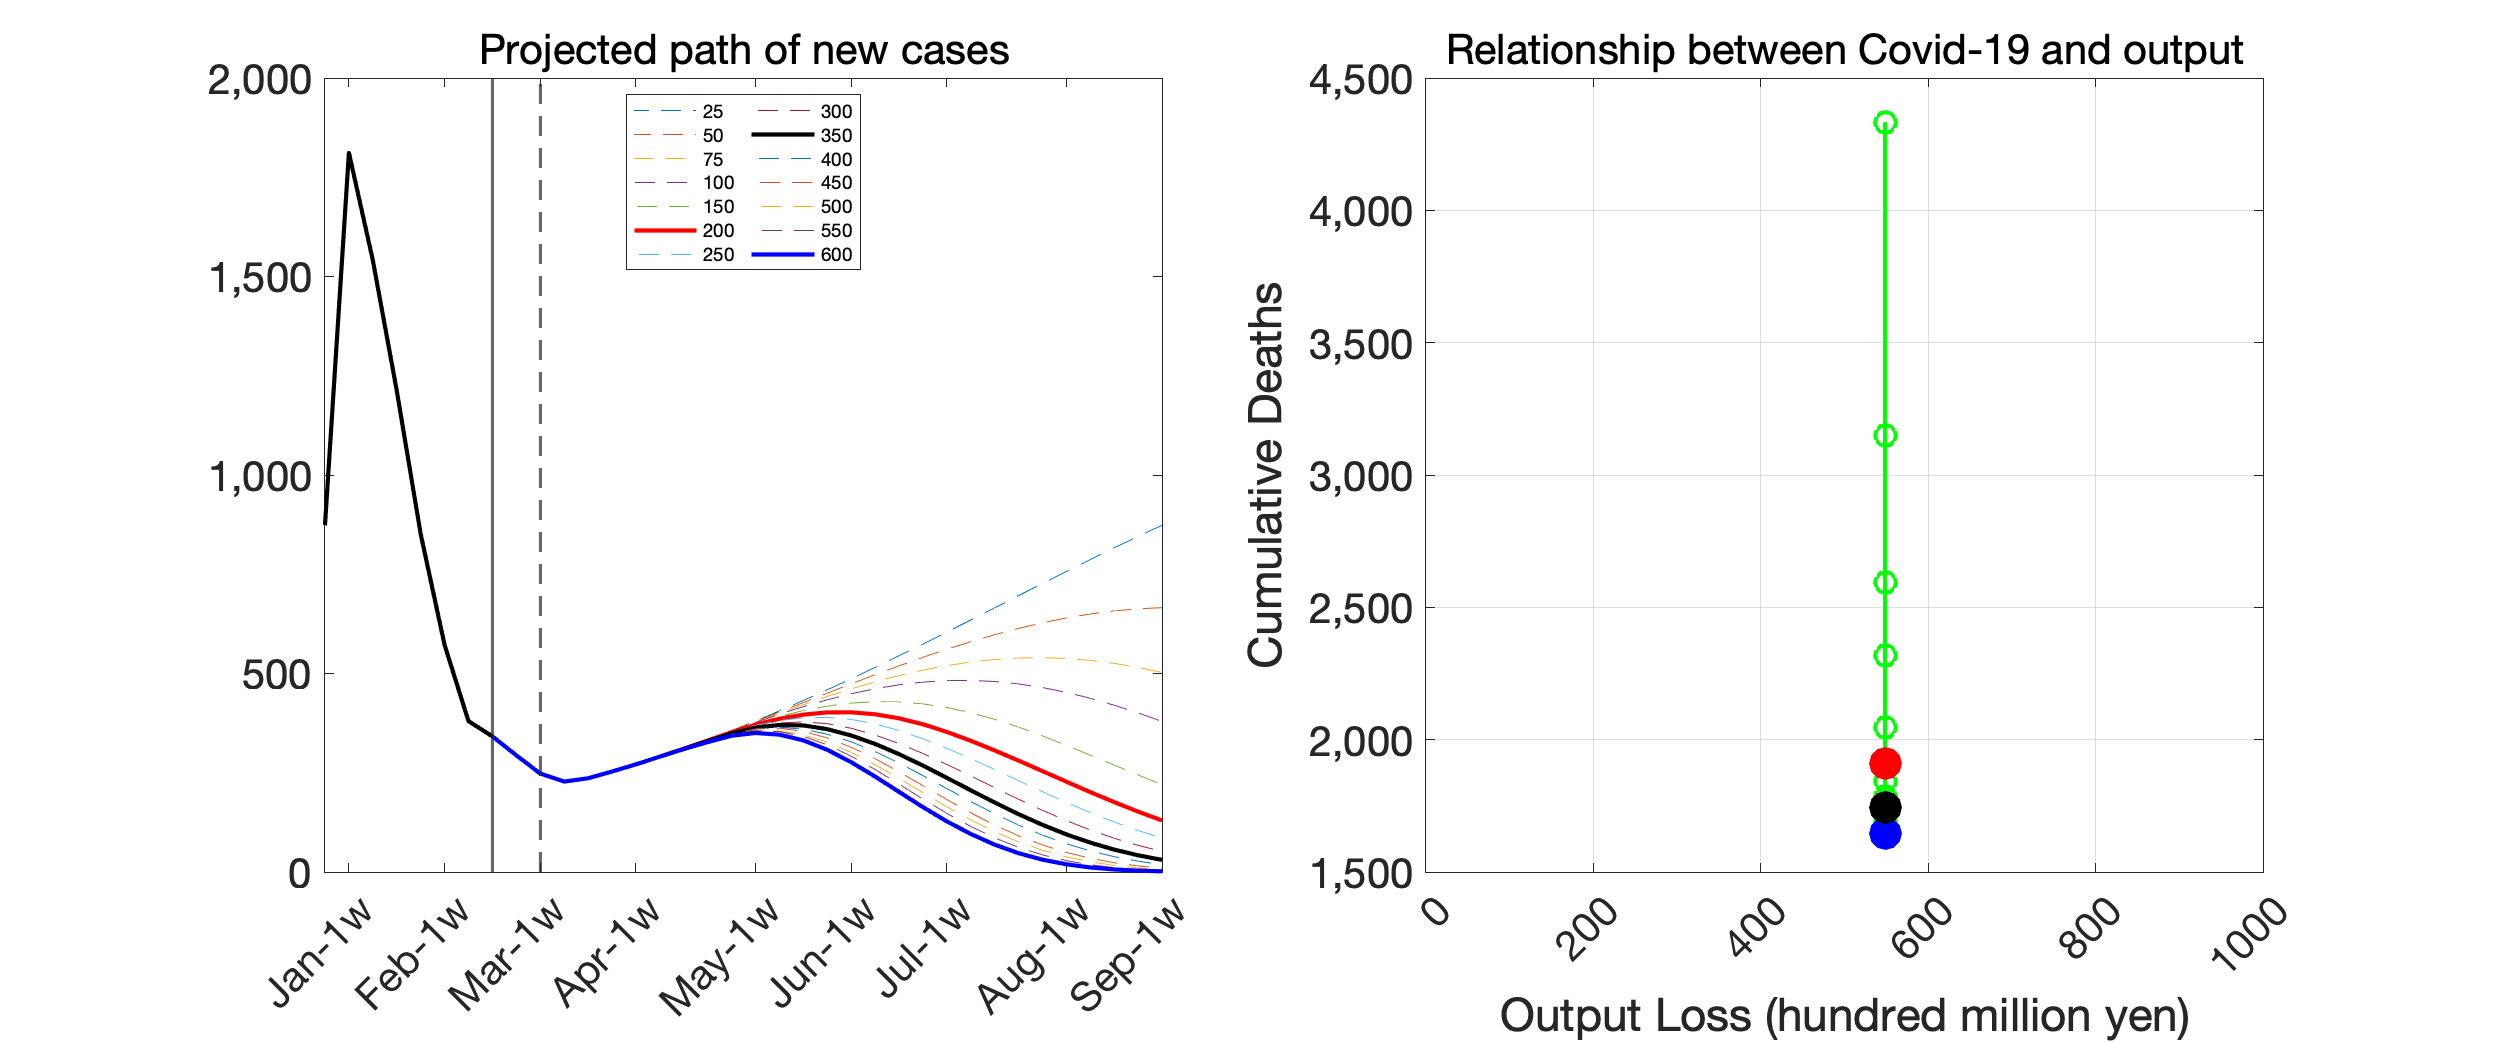 Projected path of new cases
2,000
1,500
1,000
500
0
25
50
75
100
150
200
250
300
350
400
450
500
550
600
Jan-1w
Feb-1w
Mar-1w
Apr-1w
May-1w
Jun-1w
Jul-1w
Aug-1w
Sep-1w
Relationship between Covid-19 and output
Cumulative Deaths
4,500
4,000
3,500
3,000
2,500
2,000
1,500
0
200
400
600
800
1000
Output Loss (hundred million yen)